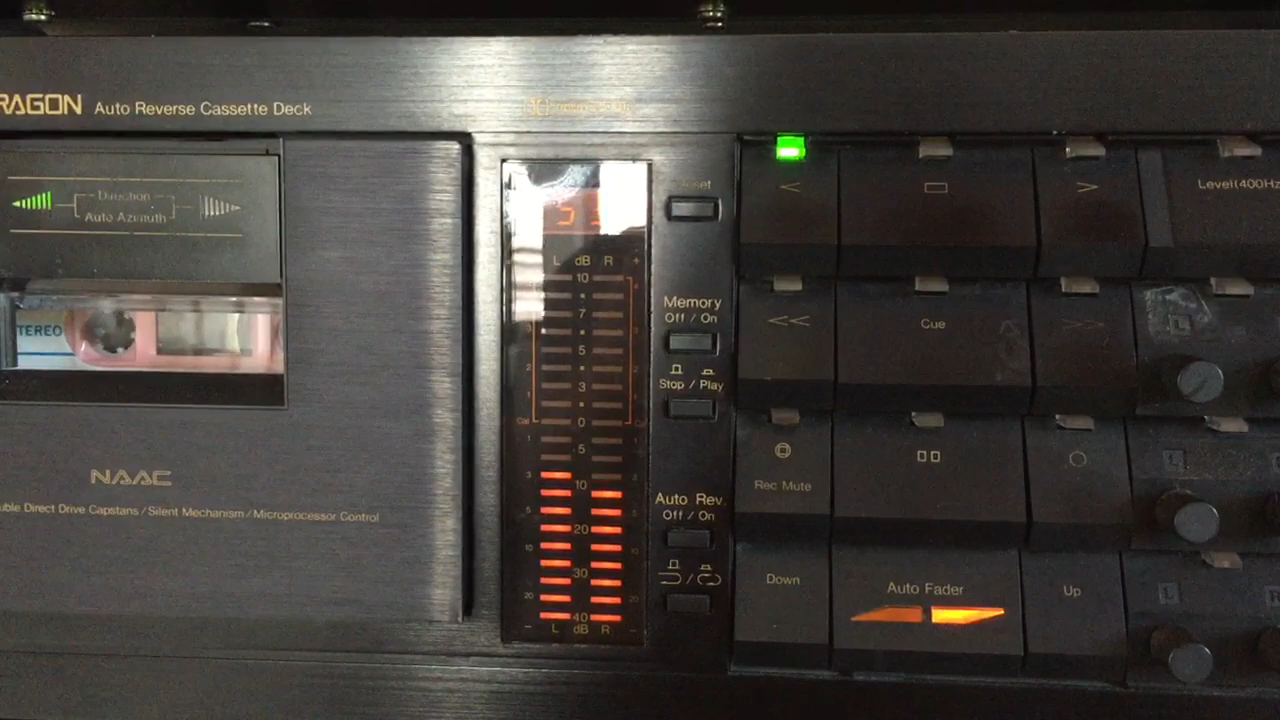 RAGON Auto Reverse Cassette Deck
Direction
Auto Azimuth
TEREO
NAAC
uble Direct Drive Capstans/Silent Mechanism/Microprocessor Control
L dB R +
10
7
5
3
0
5
10
20
30
40
- L dB R -
Memory
Off / On
Stop / Play
Auto Rev.
Off / On
< >
Level(400Hz
<< Cue >>
Rec Mute
Down Auto Fader Up
L
L